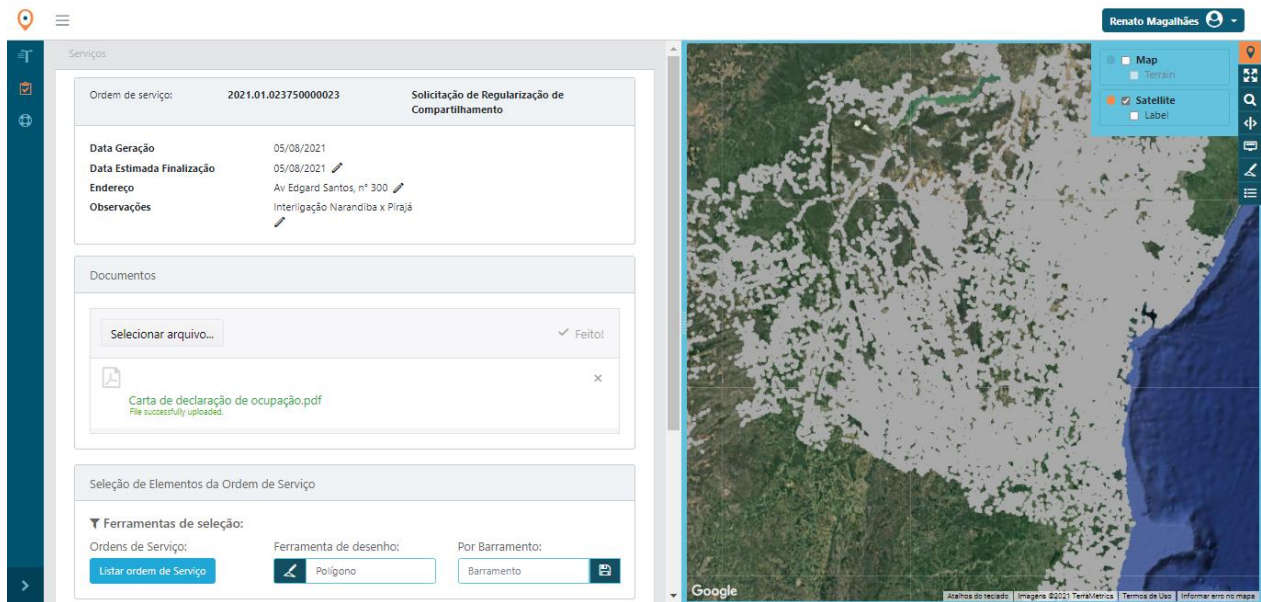 Renato Magalhães
Serviços
Ordem de serviço: 2021.01.023750000023 Solicitação de Regularização de
Compartilhamento
Data Geração 05/08/2021
Data Estimada Finalização 05/08/2021
Endereço Av Edgard Santos, n° 300
Observações Interligação Narandiba x Pirajá
Documentos
Selecionar arquivo... Feito!
Carta de declaração de ocupação.pdf
File successfully uploaded.
Seleção de Elementos da Ordem de Serviço
Ferramentas de seleção:
Ordens de Serviço: Ferramenta de desenho: Por Barramento:
Listar ordem de Serviço Polígono Barramento
Map
Terrain
Satellite
Label
Google
Atalhos do teclado Imagens ©2021 TerraMetrics Termos de Uso Informar erro no mapa